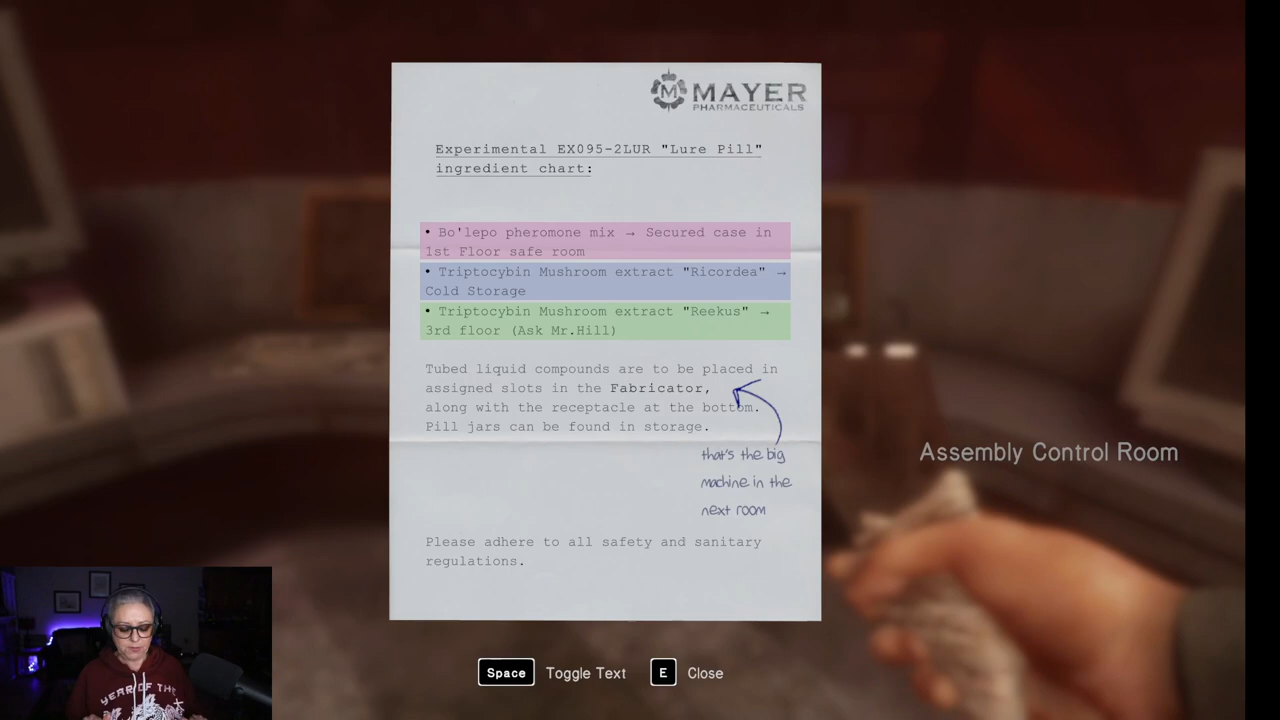 MAYER
PHARMACEUTICALS
Experimental EX095-2LUR "Lure Pill"
ingredient chart:
• Bo'lepo pheromone mix → Secured case in
1st Floor safe room
• Triptocybin Mushroom extract "Ricordea" →
Cold Storage
• Triptocybin Mushroom extract "Reekus" →
3rd floor (Ask Mr.Hill)
Tubed liquid compounds are to be placed in
assigned slots in the Fabricator,
along with the receptacle at the bottom.
Pill jars can be found in storage.
that's the big
machine in the
next room
Please adhere to all safety and sanitary
regulations.
Assembly Control Room
Space Toggle Text E Close
YEAR OF THE